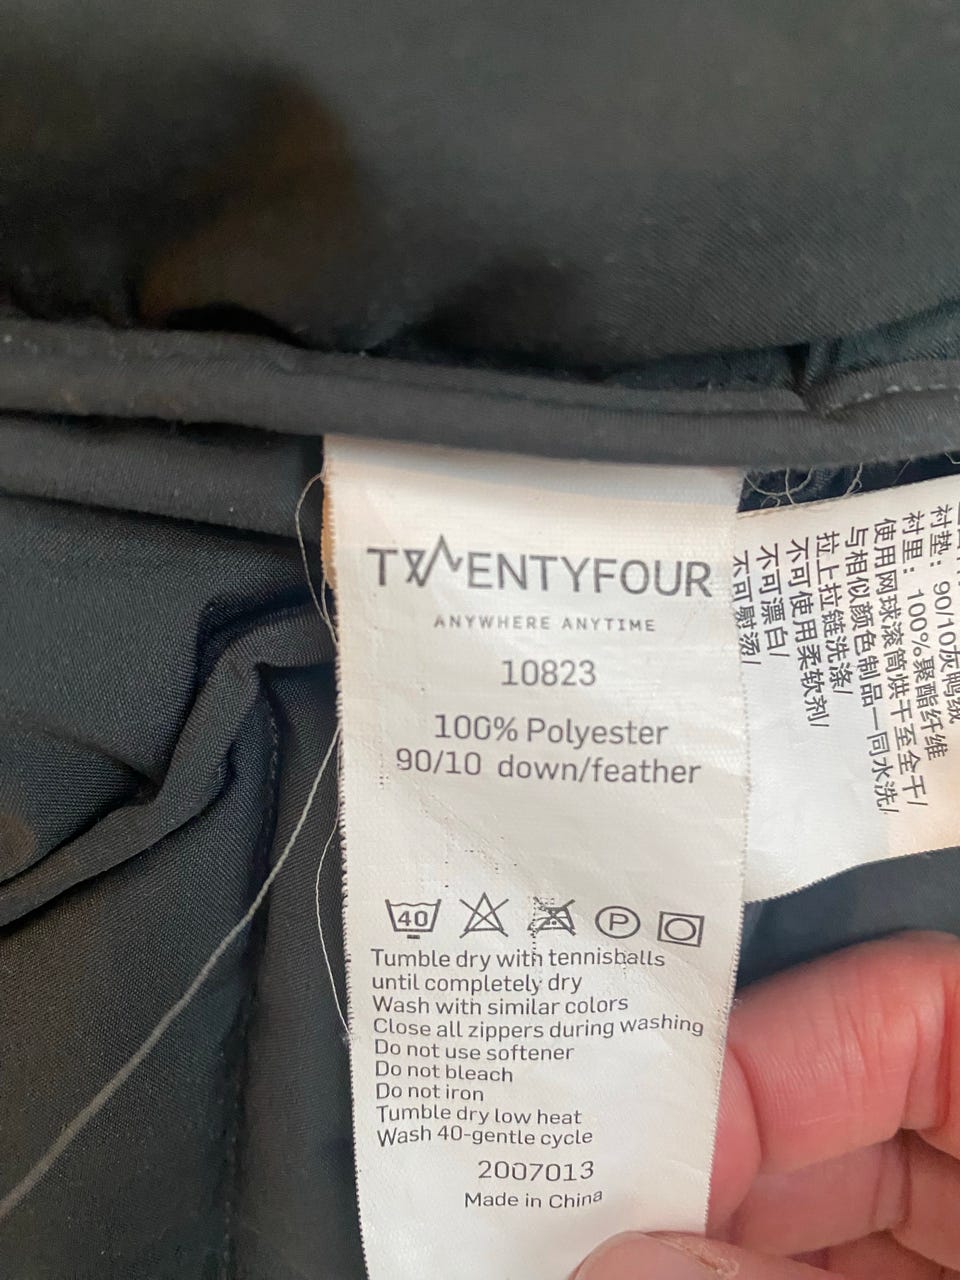 TWENTYFOUR
ANYWHERE ANYTIME
10823
100% Polyester
90/10 down/feather
40
P
Tumble dry with tennisballs
until completely dry
Wash with similar colors
Close all zippers during washing
Do not use softener
Do not bleach
Do not iron
Tumble dry low heat
Wash 40-gentle cycle
2007013
Made in China
衬垫：90/10灰鸭绒
衬里：100%聚酯纤维
使用网球滚筒烘干至全干/
与相似颜色制品一同水洗/
拉上拉链洗涤/
不可使用柔软剂/
不可漂白/
不可熨烫/